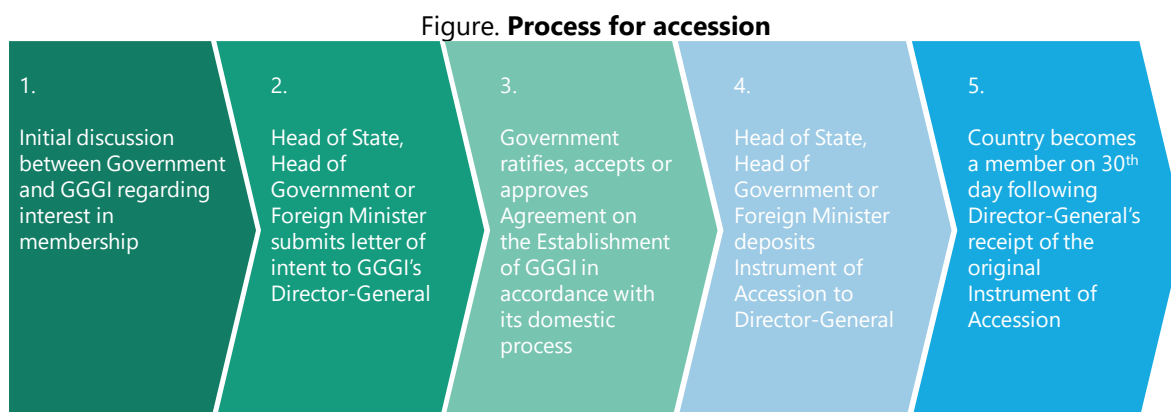 Figure. Process for accession
1.
Initial discussion
between Government
and GGGI regarding
interest in
membership
2.
Head of State,
Head of
Government or
Foreign Minister
submits letter of
intent to GGGI's
Director-General
3.
Government
ratifies, accepts or
approves
Agreement on
the Establishment
of GGGI in
accordance with
its domestic
process
4.
Head of State,
Head of
Government or
Foreign Minister
deposits
Instrument of
Accession to
Director-General
5.
Country becomes
a member on 30th
day following
Director-General's
receipt of the
original
Instrument of
Accession